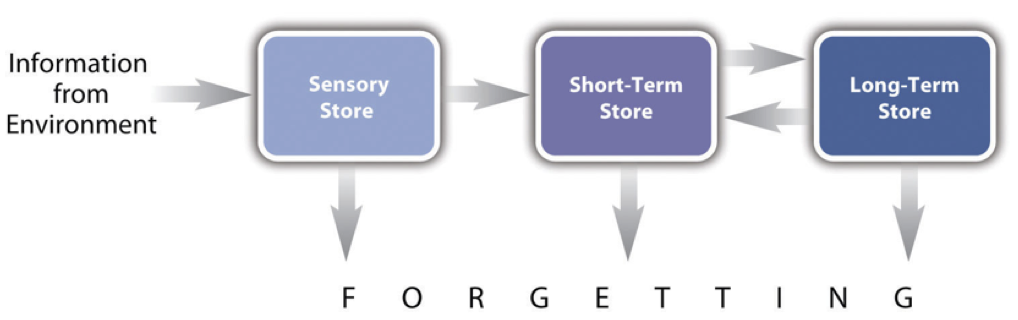 Information
from
Environment
Sensory
Store
Short-Term
Store
Long-Term
Store
F O R G E T T I N G